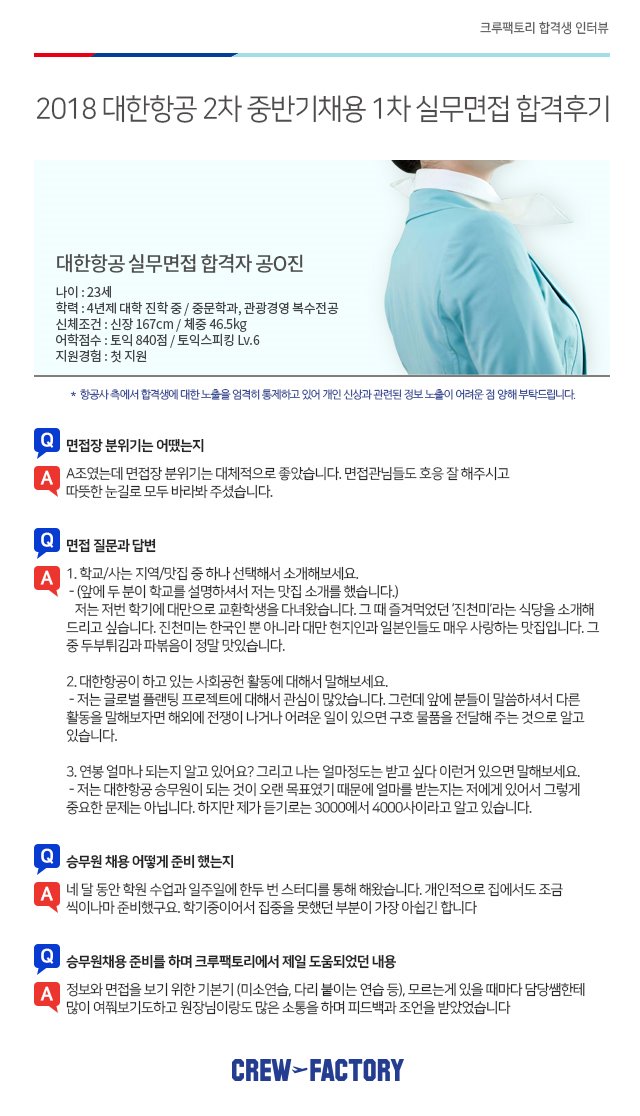 크루팩토리 합격생 인터뷰
2018 대한항공 2차 중반기채용 1차 실무면접 합격후기
대한항공 실무면접 합격자 공O진
나이 : 23세
학력 : 4년제 대학 진학 중 / 중문학과, 관광경영 복수전공
신체조건 : 신장 167cm / 체중 46.5kg
어학점수 : 토익 840점 / 토익스피킹 Lv.6
지원경험 : 첫 지원
* 항공사 측에서 합격생에 대한 노출을 엄격히 통제하고 있어 개인 신상과 관련된 정보 노출이 어려운 점 양해 부탁드립니다.
Q 면접장 분위기는 어땠는지
A A조였는데 면접장 분위기는 대체적으로 좋았습니다. 면접관님들도 호응 잘 해주시고
따뜻한 눈길로 모두 바라봐 주셨습니다.
Q 면접 질문과 답변
A 1. 학교/사는 지역/맛집 중 하나 선택해서 소개해보세요.
- (앞에 두 분이 학교를 설명하셔서 저는 맛집 소개를 했습니다.)
저는 저번 학기에 대만으로 교환학생을 다녀왔습니다. 그 때 즐겨먹었던 '진천미'라는 식당을 소개해
드리고 싶습니다. 진천미는 한국인 뿐 아니라 대만 현지인과 일본인들도 매우 사랑하는 맛집입니다. 그
중 두부튀김과 파볶음이 정말 맛있습니다.
2. 대한항공이 하고 있는 사회공헌 활동에 대해서 말해보세요.
- 저는 글로벌 플랜팅 프로젝트에 대해서 관심이 많았습니다. 그런데 앞에 분들이 말씀하셔서 다른
활동을 말해보자면 해외에 전쟁이 나거나 어려운 일이 있으면 구호 물품을 전달해 주는 것으로 알고
있습니다.
3. 연봉 얼마나 되는지 알고 있어요? 그리고 나는 얼마정도는 받고 싶다 이런거 있으면 말해보세요.
- 저는 대한항공 승무원이 되는 것이 오랜 목표였기 때문에 얼마를 받는지는 저에게 있어서 그렇게
중요한 문제는 아닙니다. 하지만 제가 듣기로는 3000에서 4000사이라고 알고 있습니다.
Q 승무원 채용 어떻게 준비 했는지
A 네 달 동안 학원 수업과 일주일에 한두 번 스터디를 통해 해왔습니다. 개인적으로 집에서도 조금
씩이나마 준비했구요. 학기중이어서 집중을 못했던 부분이 가장 아쉽긴 합니다
Q 승무원채용 준비를 하며 크루팩토리에서 제일 도움되었던 내용
A 정보와 면접을 보기 위한 기본기 (미소연습, 다리 붙이는 연습 등), 모르는게 있을 때마다 담당쌤한테
많이 여쭤보기도하고 원장님이랑도 많은 소통을 하며 피드백과 조언을 받았었습니다
CREW FACTORY